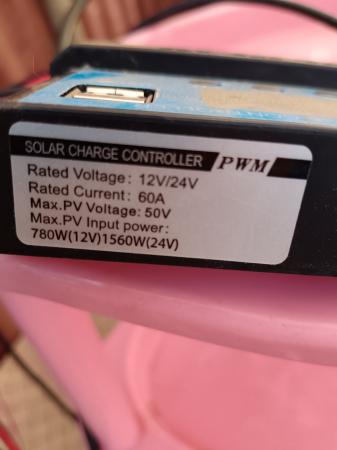 SOLAR CHARGE CONTROLLER PWM
Rated Voltage: 12V/24V
Rated Current: 60A
Max.PV Voltage: 50V
Max.PV Input power:
780W(12V)1560W(24V)